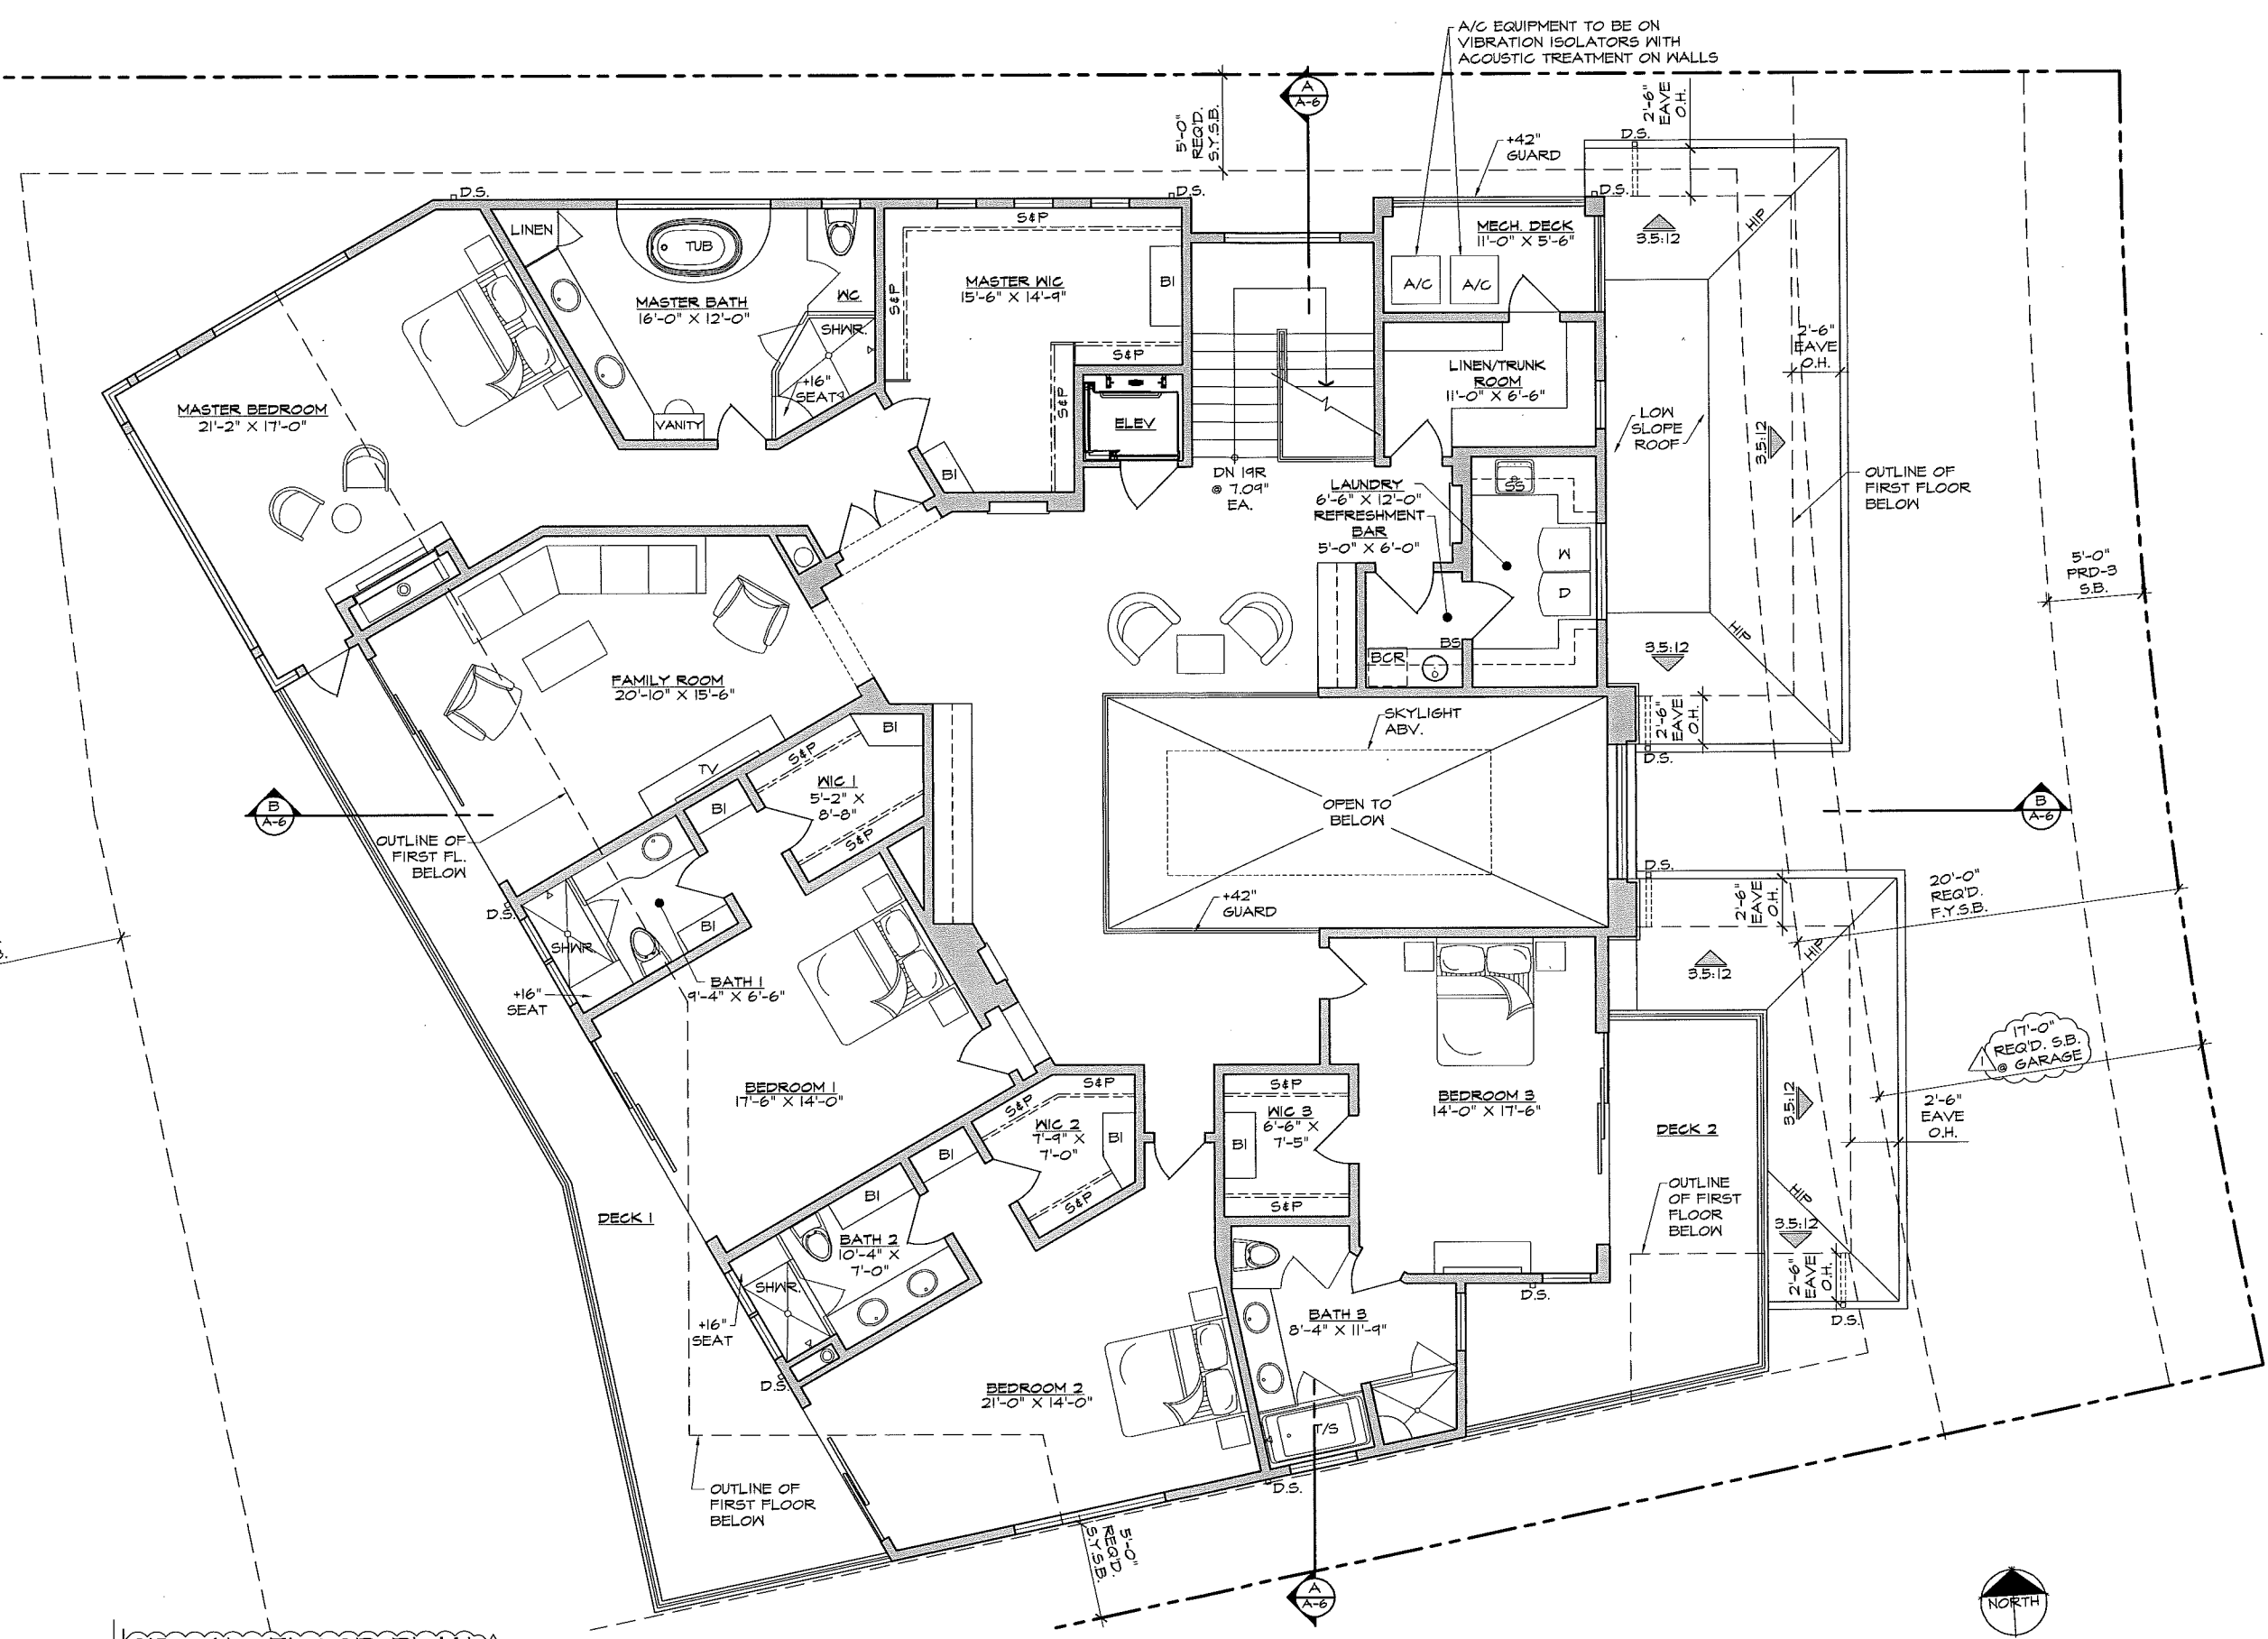 A/C EQUIPMENT TO BE ON
VIBRATION ISOLATORS WITH
ACOUSTIC TREATMENT ON WALLS
A
A-6
5'-0"
REQ'D.
S.Y.S.B.
2'-6"
EAVE
O.H.
+42"
GUARD
D.S.
D.S.
D.S.
D.S.
LINEN
TUB
S&P
MECH. DECK
11'-0" X 5'-6"
3.5:12
HIP
A/C
A/C
MASTER WIC
15'-6" X 14'-9"
BI
S&P
MASTER BATH
16'-0" X 12'-0"
WC
SHWR.
+16"
SEAT
S&P
S&P
2'-6"
EAVE
O.H.
LINEN/TRUNK
ROOM
11'-0" X 6'-6"
MASTER BEDROOM
21'-2" X 17'-0"
VANITY
ELEV
LOW
SLOPE
ROOF
3.5:12
BI
DN 19R
@ 7.09"
EA.
LAUNDRY
6'-6" X 12'-0"
REFRESHMENT
BAR
5'-0" X 6'-0"
SS
OUTLINE OF
FIRST FLOOR
BELOW
W
D
5'-0"
PRD-3
S.B.
BS
BCR
3.5:12
HIP
FAMILY ROOM
20'-10" X 15'-6"
BI
SKYLIGHT
ABV.
2'-6"
EAVE
O.H.
D.S.
TV
S&P
WIC 1
5'-2" X
8'-8"
BI
S&P
B
A-6
OPEN TO
BELOW
B
A-6
OUTLINE OF
FIRST FL.
BELOW
D.S.
+42"
GUARD
D.S.
2'-6"
EAVE
O.H.
20'-0"
REQ'D.
F.Y.S.B.
BI
SHWR.
HIP
3.5:12
BATH 1
9'-4" X 6'-6"
+16"
SEAT
17'-0"
REQ'D. S.B.
@ GARAGE
1
BEDROOM 1
17'-6" X 14'-0"
S&P
S&P
S&P
WIC 2
7'-9" X
7'-0"
BI
WIC 3
6'-6" X
7'-5"
BI
BEDROOM 3
14'-0" X 17'-6"
DECK 2
3.5:12
2'-6"
EAVE
O.H.
BI
BI
S&P
S&P
OUTLINE
OF FIRST
FLOOR
BELOW
HIP
3.5:12
DECK 1
BATH 2
10'-4" X
7'-0"
SHWR.
2'-6"
EAVE
O.H.
D.S.
D.S.
+16"
SEAT
BATH 3
8'-4" X 11'-9"
D.S.
BEDROOM 2
21'-0" X 14'-0"
T/S
OUTLINE OF
FIRST FLOOR
BELOW
D.S.
5'-0"
REQ'D.
S.Y.S.B.
A
A-6
NORTH